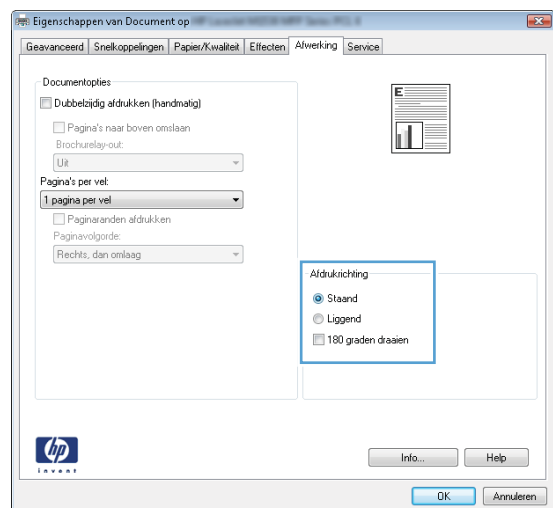 Eigenschappen van Document op
Geavanceerd Snelkoppelingen Papier/Kwaliteit Effecten Afwerking Service
Documentopties
Dubbelzijdig afdrukken (handmatig)
Pagina's naar boven omslaan
Brochurelay-out:
Uit
Pagina's per vel:
1 pagina per vel
Paginaranden afdrukken
Paginavolgorde:
Rechts, dan omlaag
E
Afdrukrichting
Staand
Liggend
180 graden draaien
hp
invent
Info... Help
OK Annuleren